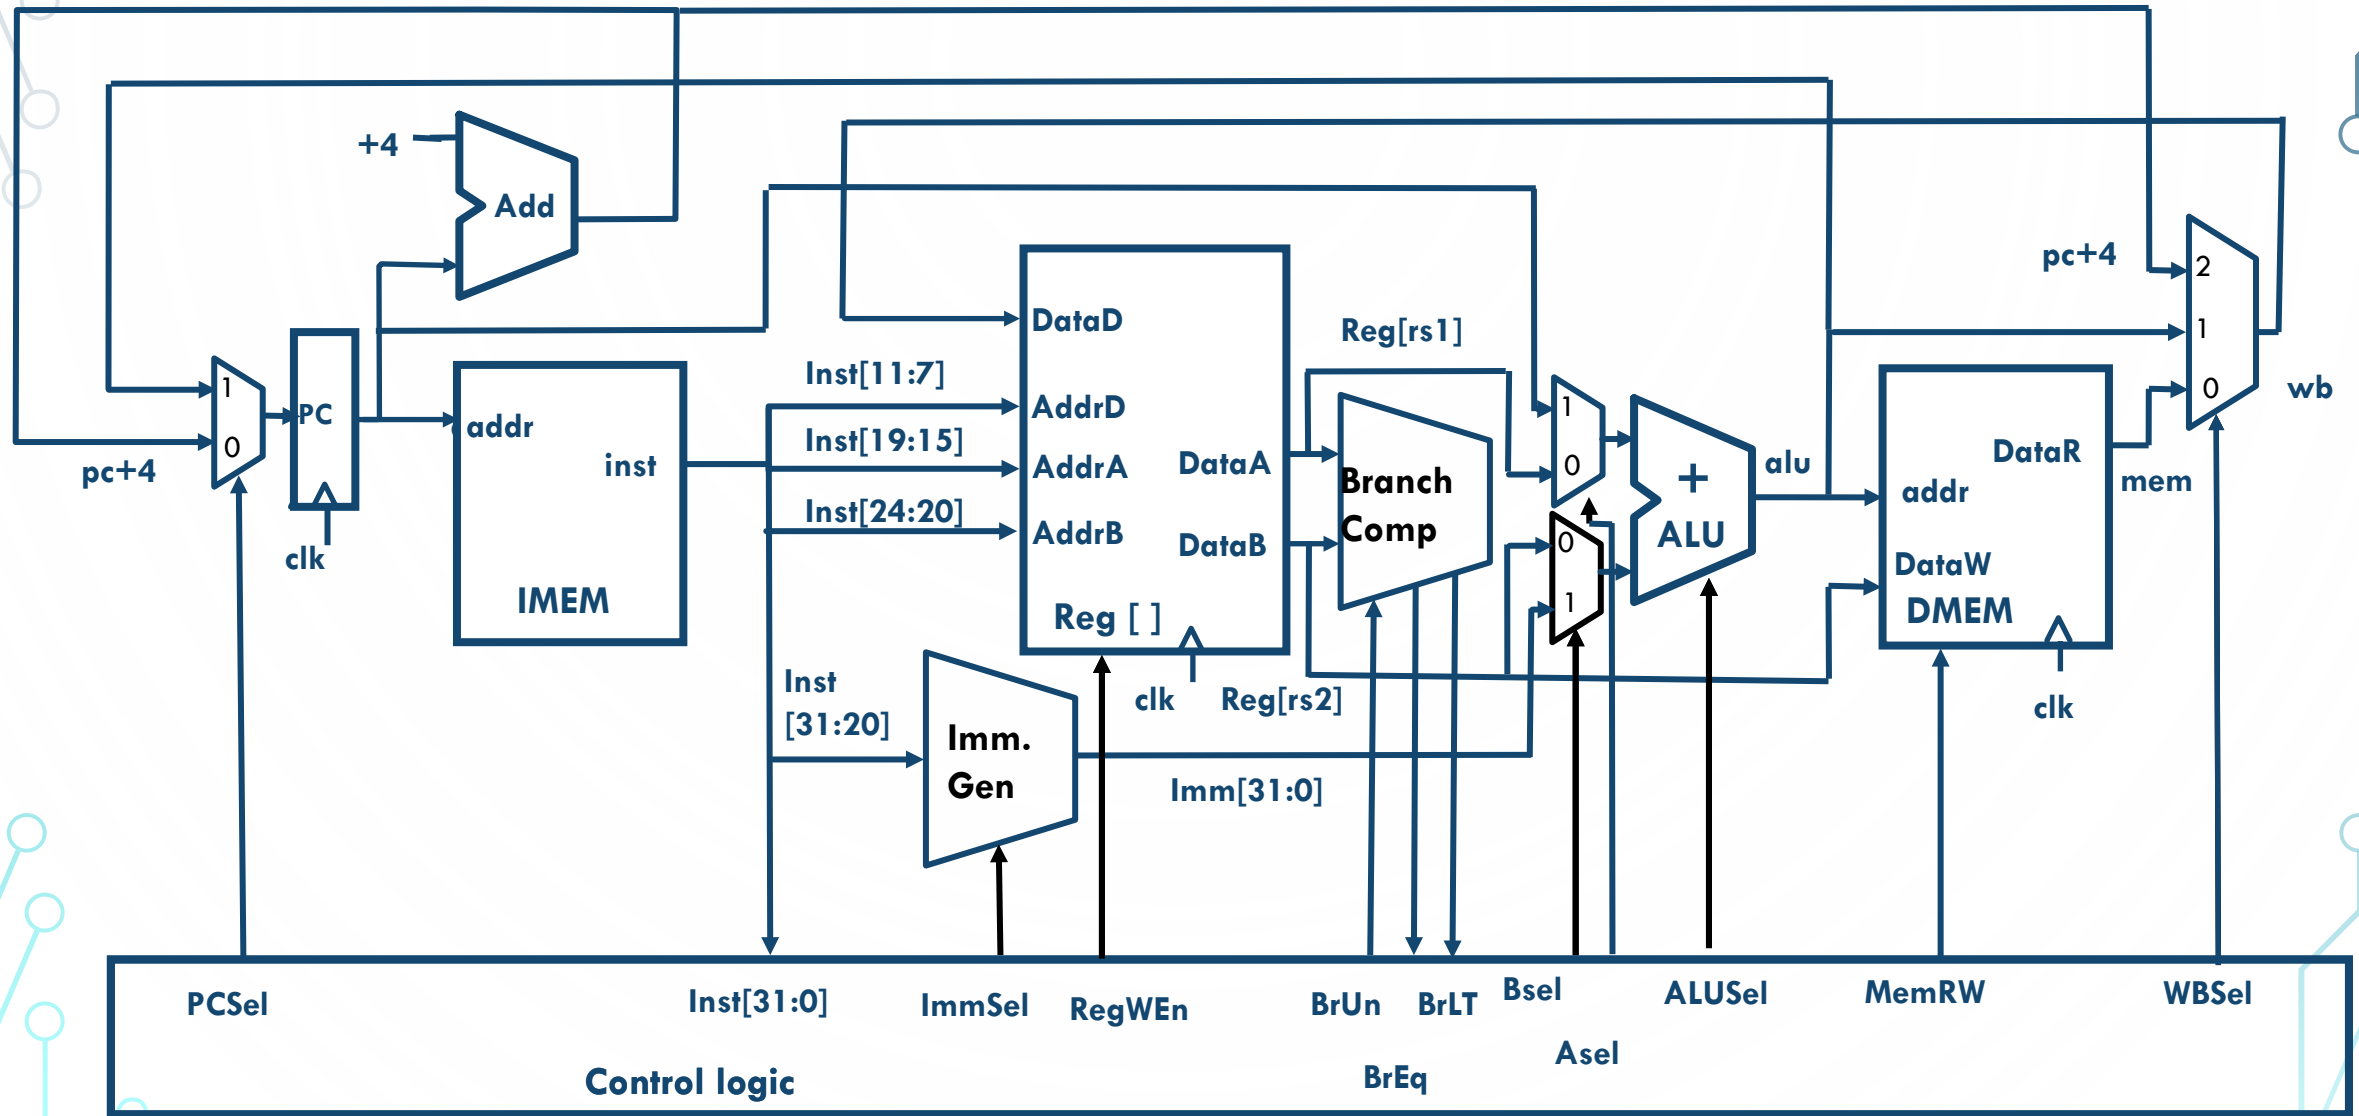 +4
Add
pc+4
2
1
0
wb
DataD
Reg[rs1]
Inst[11:7]
1
0
pc+4
PC
clk
addr
inst
IMEM
AddrD
Inst[19:15]
AddrA
Inst[24:20]
AddrB
DataA
DataB
Reg [ ]
clk
Reg[rs2]
Branch
Comp
1
0
0
1
+
ALU
alu
DataR
mem
addr
DataW
DMEM
clk
Inst
[31:20]
Imm.
Gen
Imm[31:0]
PCSel
Inst[31:0]
ImmSel
RegWEn
BrUn
BrLT
Bsel
ALUSel
MemRW
WBSel
Asel
BrEq
Control logic